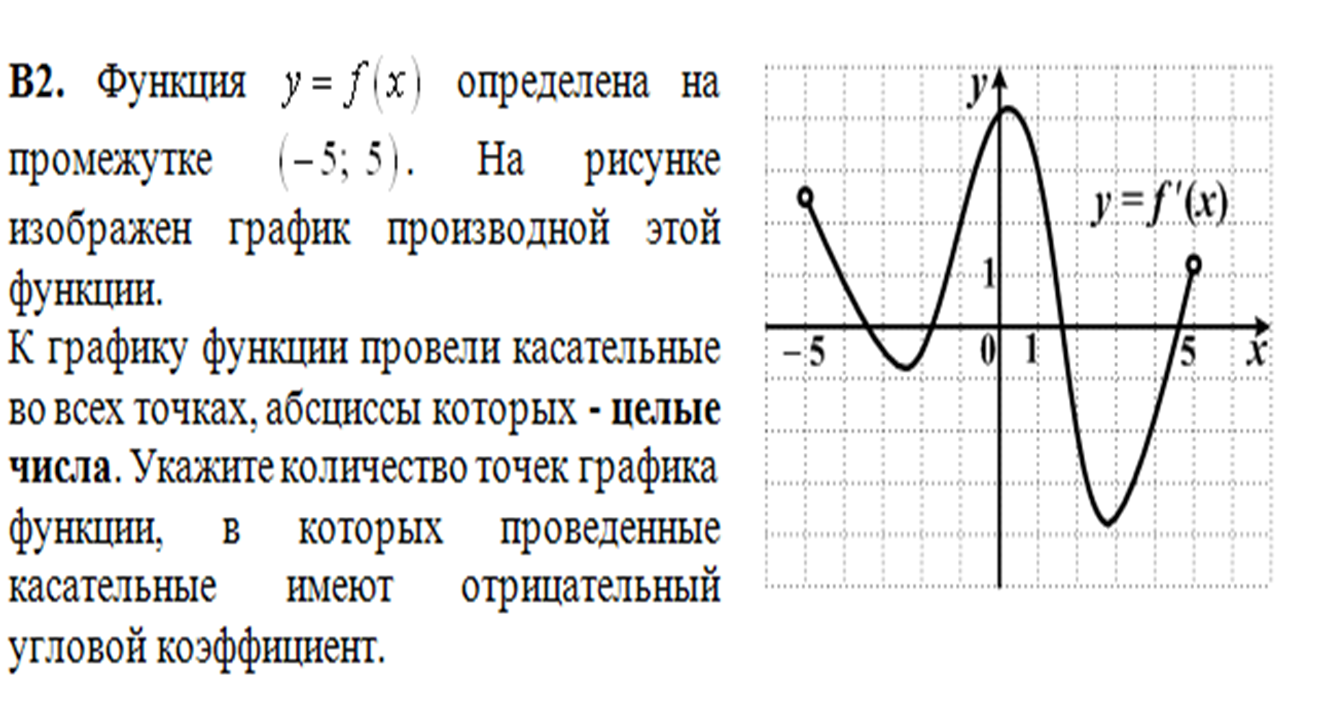 В2. Функция y = f(x) определена на
промежутке (– 5; 5). На рисунке
изображен график производной этой
функции.
К графику функции провели касательные
во всех точках, абсциссы которых - целые
числа. Укажите количество точек графика
функции, в которых проведенные
касательные имеют отрицательный
угловой коэффициент.
y
y = f '(x)
1
– 5
0
1
5
x